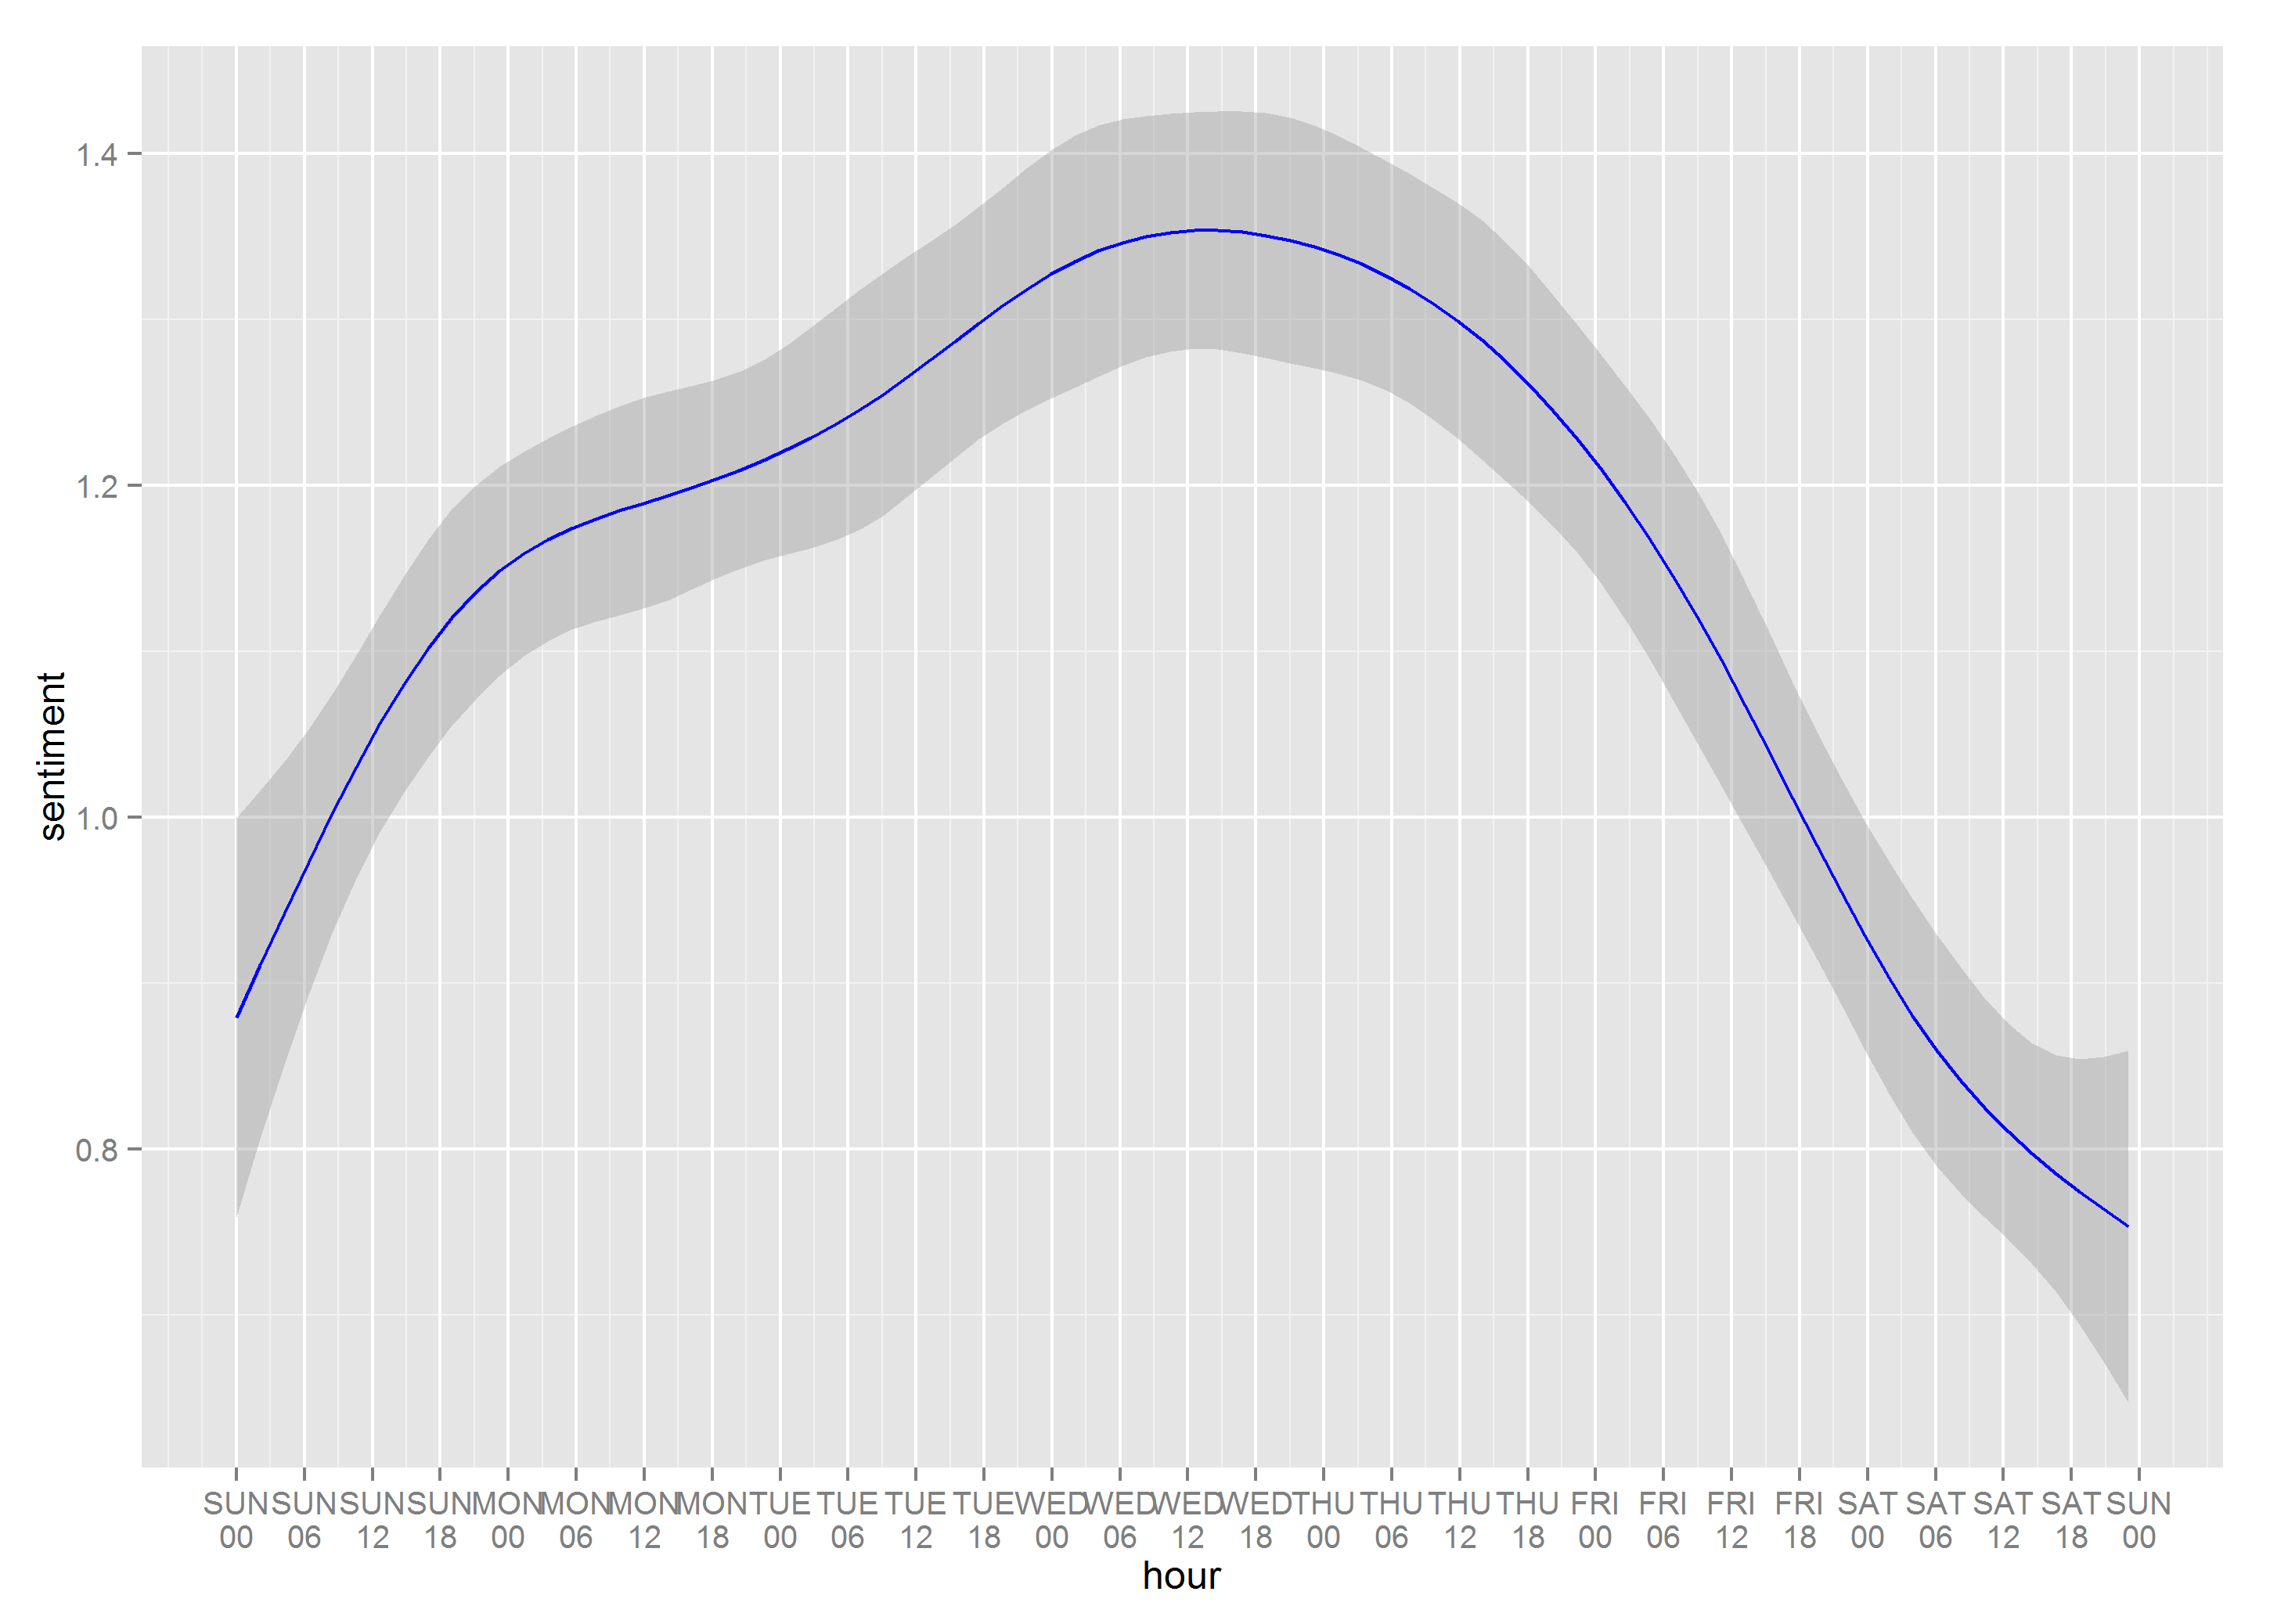 1.4
1.2
1.0
0.8
sentiment
SUN SUN SUN SUN MON MON MON MON TUE TUE TUE TUE WED WED WED WED THU THU THU THU FRI FRI FRI FRI SAT SAT SAT SAT SUN
00 06 12 18 00 06 12 18 00 06 12 18 00 06 12 18 00 06 12 18 00 06 12 18 00 06 12 18 00
hour